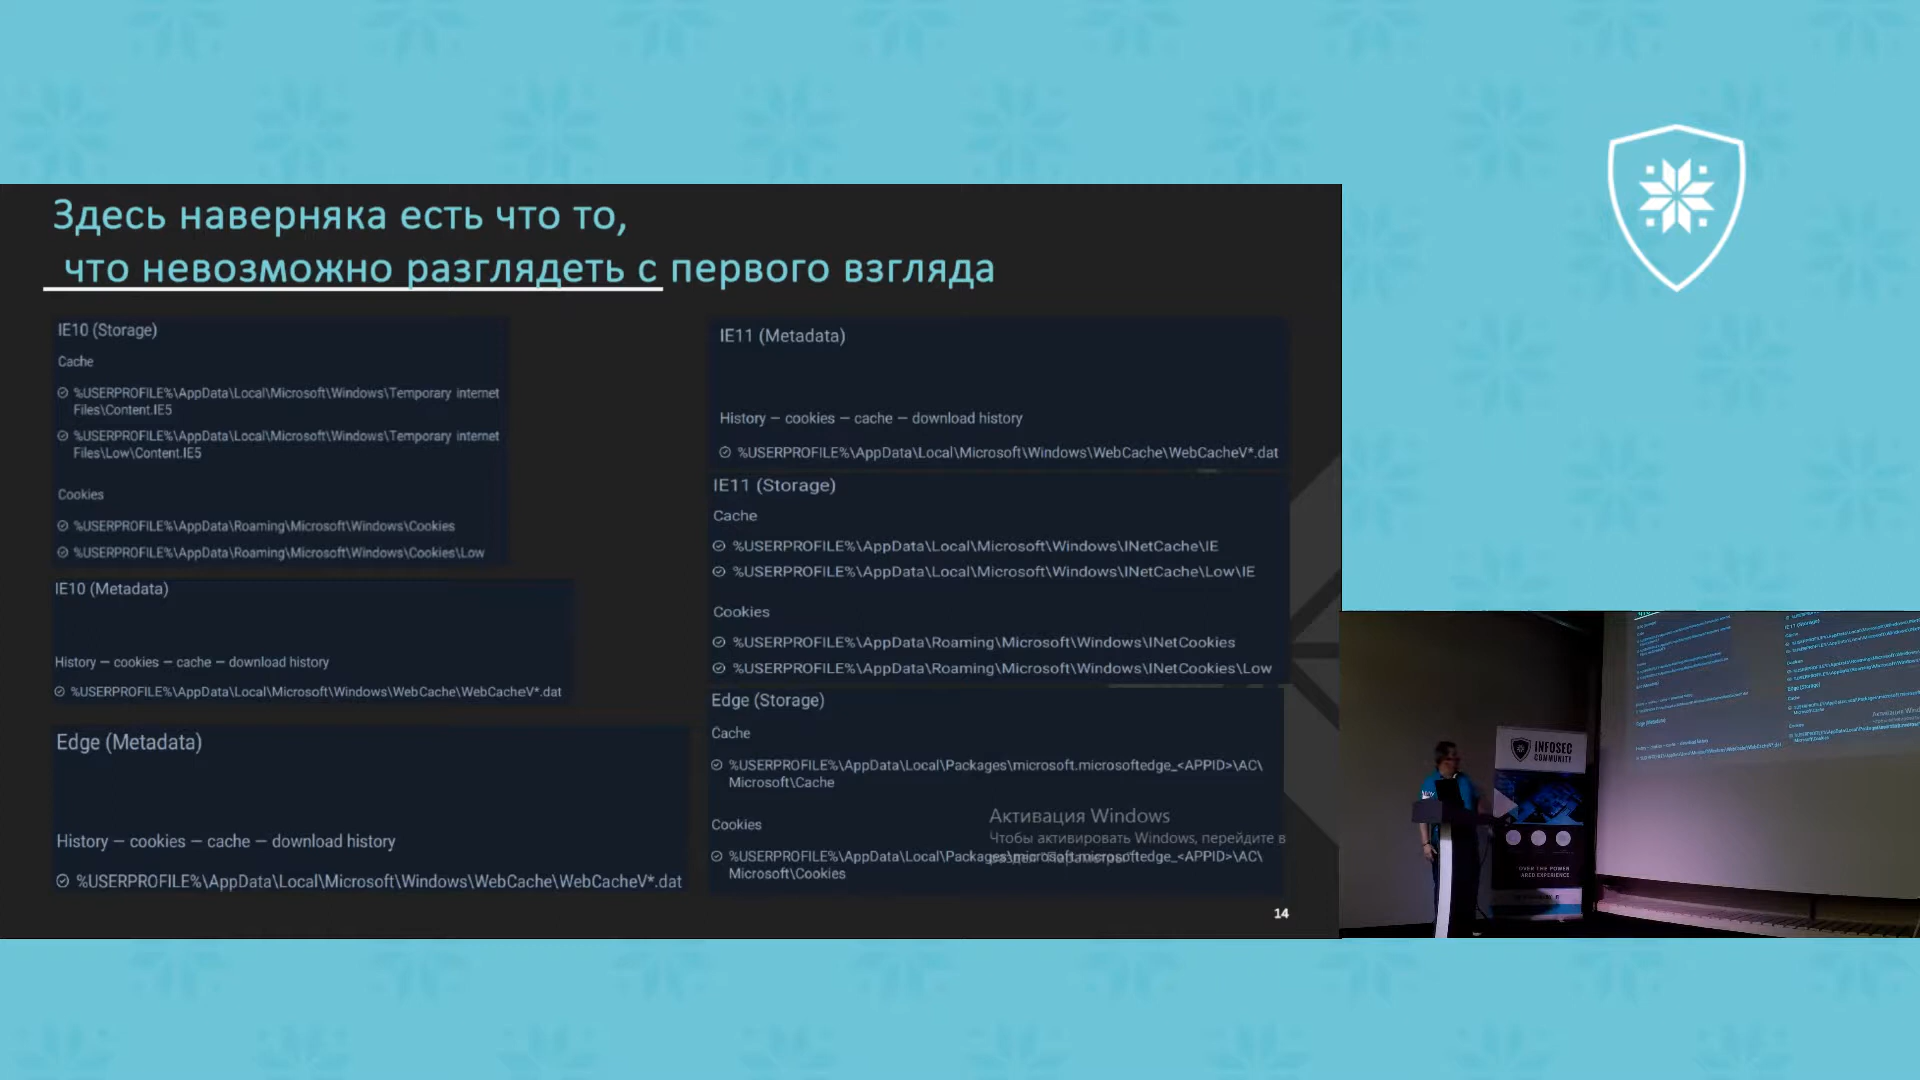 Здесь наверняка есть что то,
что невозможно разглядеть с первого взгляда
IE10 (Storage)
Cache
%USERPROFILE%\AppData\Local\Microsoft\Windows\Temporary internet
Files\Content.IE5
%USERPROFILE%\AppData\Local\Microsoft\Windows\Temporary internet
Files\Low\Content.IE5
Cookies
%USERPROFILE%\AppData\Roaming\Microsoft\Windows\Cookies
%USERPROFILE%\AppData\Roaming\Microsoft\Windows\Cookies\Low
IE10 (Metadata)
History — cookies — cache — download history
%USERPROFILE%\AppData\Local\Microsoft\Windows\WebCache\WebCacheV*.dat
Edge (Metadata)
History — cookies — cache — download history
%USERPROFILE%\AppData\Local\Microsoft\Windows\WebCache\WebCacheV*.dat
IE11 (Metadata)
History — cookies — cache — download history
%USERPROFILE%\AppData\Local\Microsoft\Windows\WebCache\WebCacheV*.dat
IE11 (Storage)
Cache
%USERPROFILE%\AppData\Local\Microsoft\Windows\INetCache\IE
%USERPROFILE%\AppData\Local\Microsoft\Windows\INetCache\Low\IE
Cookies
%USERPROFILE%\AppData\Roaming\Microsoft\Windows\INetCookies
%USERPROFILE%\AppData\Roaming\Microsoft\Windows\INetCookies\Low
Edge (Storage)
Cache
%USERPROFILE%\AppData\Local\Packages\microsoft.microsoftedge_<APPID>\AC\
Microsoft\Cache
Cookies
%USERPROFILE%\AppData\Local\Packages\microsoft.microsoftedge_<APPID>\AC\
Microsoft\Cookies
Активация Windows
Чтобы активировать Windows, перейдите в
раздел "Параметры".
14
INFOSEC
COMMUNITY
OVER THE POWER